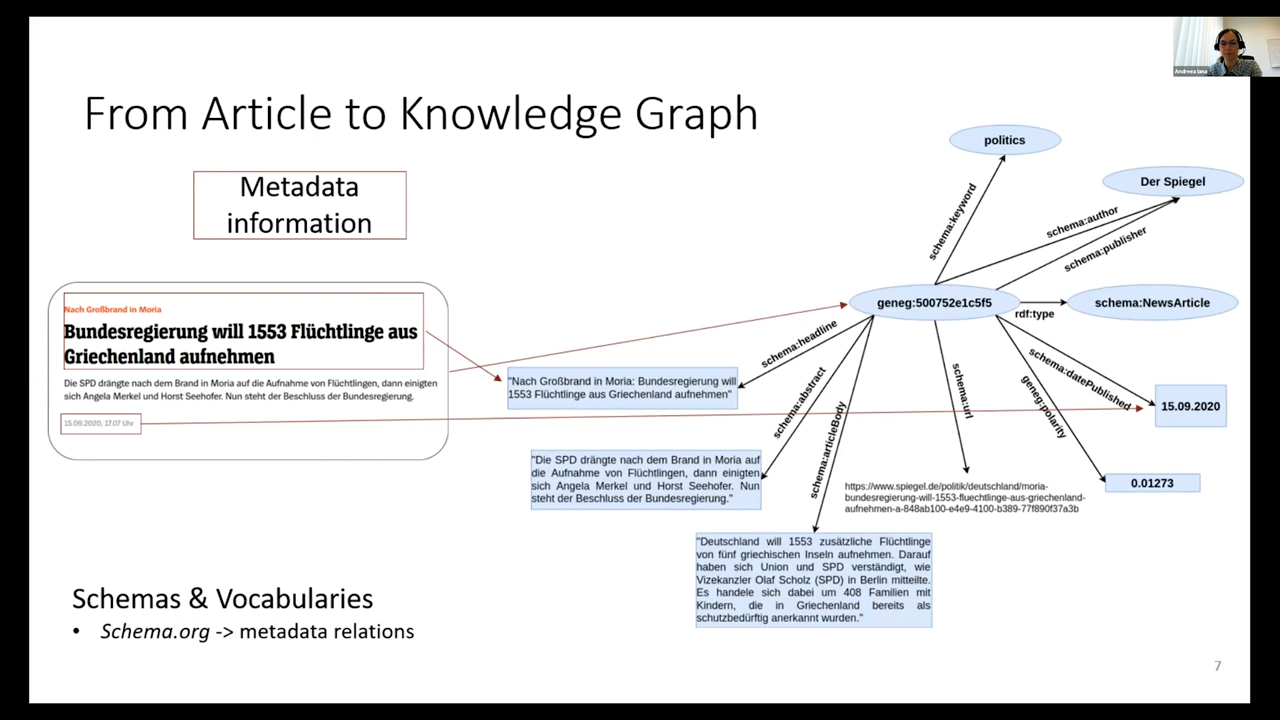 Andreea Iana
From Article to Knowledge Graph
Metadata
information
Nach Großbrand in Moria
Bundesregierung will 1553 Flüchtlinge aus
Griechenland aufnehmen
Die SPD drängte nach dem Brand in Moria auf die Aufnahme von Flüchtlingen, dann einigten
sich Angela Merkel und Horst Seehofer. Nun steht der Beschluss der Bundesregierung.
15.09.2020, 17.07 Uhr
politics
Der Spiegel
schema:keyword
schema:author
schema:publisher
geneg:500752e1c5f5
rdf:type
schema:NewsArticle
schema:headline
schema:abstract
schema:articleBody
schema:url
geneg:polarity
schema:datePublished
"Nach Großbrand in Moria: Bundesregierung will
1553 Flüchtlinge aus Griechenland aufnehmen"
15.09.2020
"Die SPD drängte nach dem Brand in Moria auf
die Aufnahme von Flüchtlingen, dann einigten
sich Angela Merkel und Horst Seehofer. Nun
steht der Beschluss der Bundesregierung."
0.01273
https://www.spiegel.de/politik/deutschland/moria-
bundesregierung-will-1553-fluechtlinge-aus-griechenland-
aufnehmen-a-848ab100-e4e9-4100-b389-77f890f37a3b
"Deutschland will 1553 zusätzliche Flüchtlinge
von fünf griechischen Inseln aufnehmen. Darauf
haben sich Union und SPD verständigt, wie
Vizekanzler Olaf Scholz (SPD) in Berlin mitteilte.
Es handele sich dabei um 408 Familien mit
Kindern, die in Griechenland bereits als
schutzbedürftig anerkannt wurden."
Schemas & Vocabularies
• Schema.org -> metadata relations
7